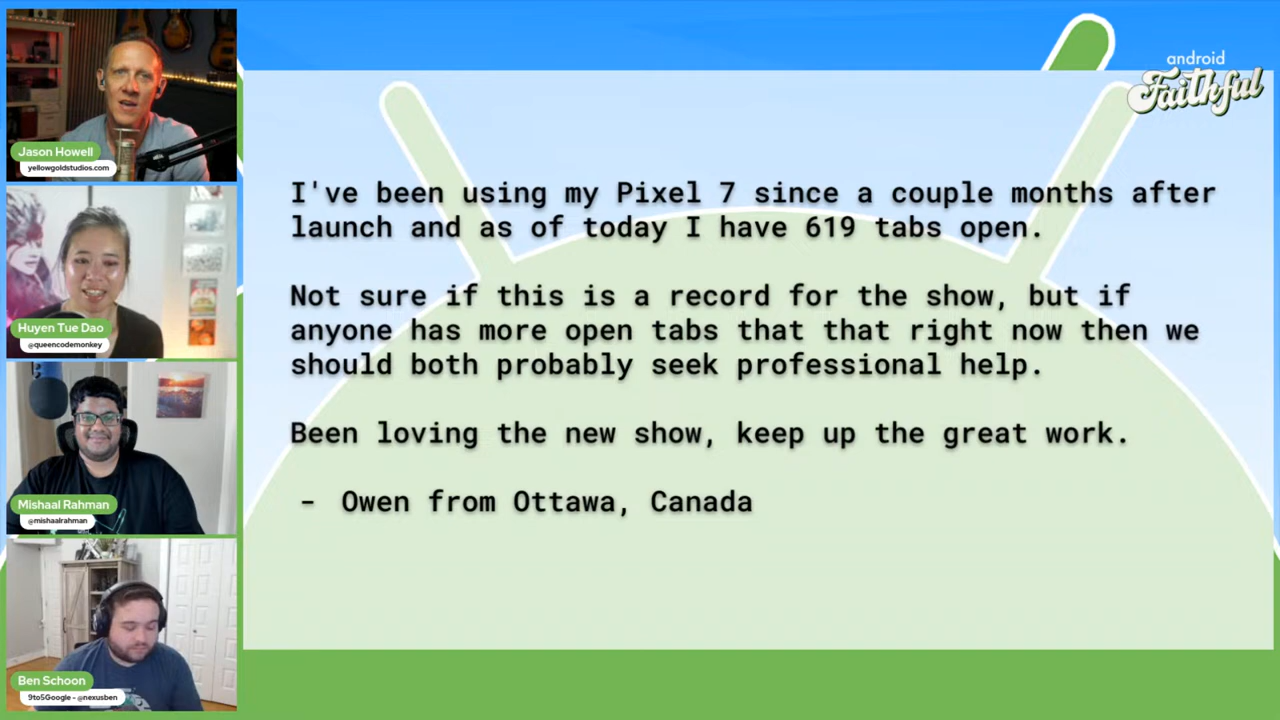 Jason Howell
yellowgoldstudios.com
Huyen Tue Dao
@queencodemonkey
Mishaal Rahman
@mishaalrahman
Ben Schoon
9to5Google - @nexusben
android
Faithful
I've been using my Pixel 7 since a couple months after
launch and as of today I have 619 tabs open.
Not sure if this is a record for the show, but if
anyone has more open tabs that that right now then we
should both probably seek professional help.
Been loving the new show, keep up the great work.
- Owen from Ottawa, Canada